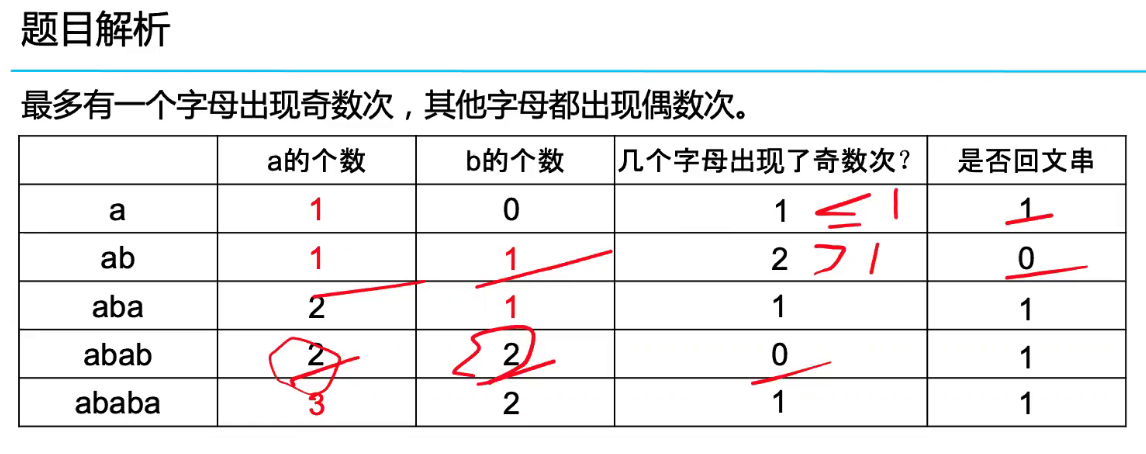 题目解析
最多有一个字母出现奇数次，其他字母都出现偶数次。
a的个数 b的个数 几个字母出现了奇数次？ 是否回文串
a 1 0 1 ≤ 1 1
ab 1 1 2 >1 0
aba 2 1 1 1
abab 2 2 0 1
ababa 3 2 1 1